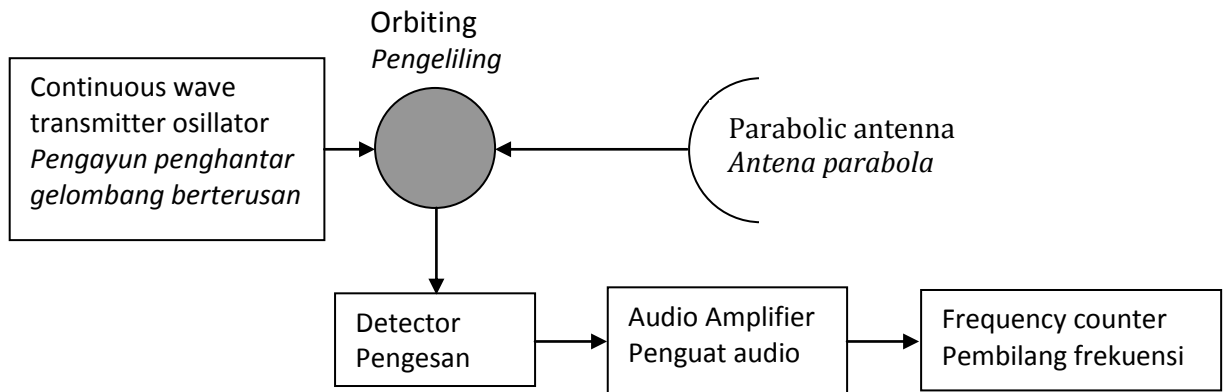 Orbiting
Pengeliling
Continuous wave
transmitter osillator
Pengayun penghantar
gelombang berterusan
Parabolic antenna
Antena parabola
Detector
Pengesan
Audio Amplifier
Penguat audio
Frequency counter
Pembilang frekuensi